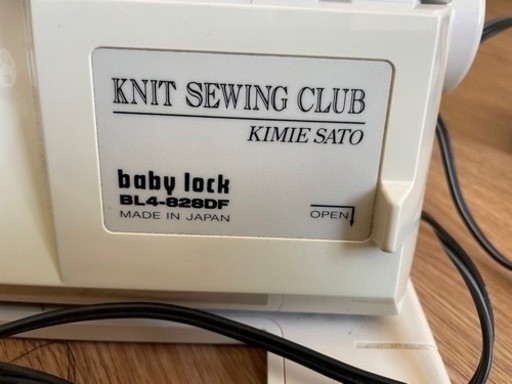 KNIT SEWING CLUB
KIMIE SATO
baby lock
BL4-828DF
MADE IN JAPAN
OPEN